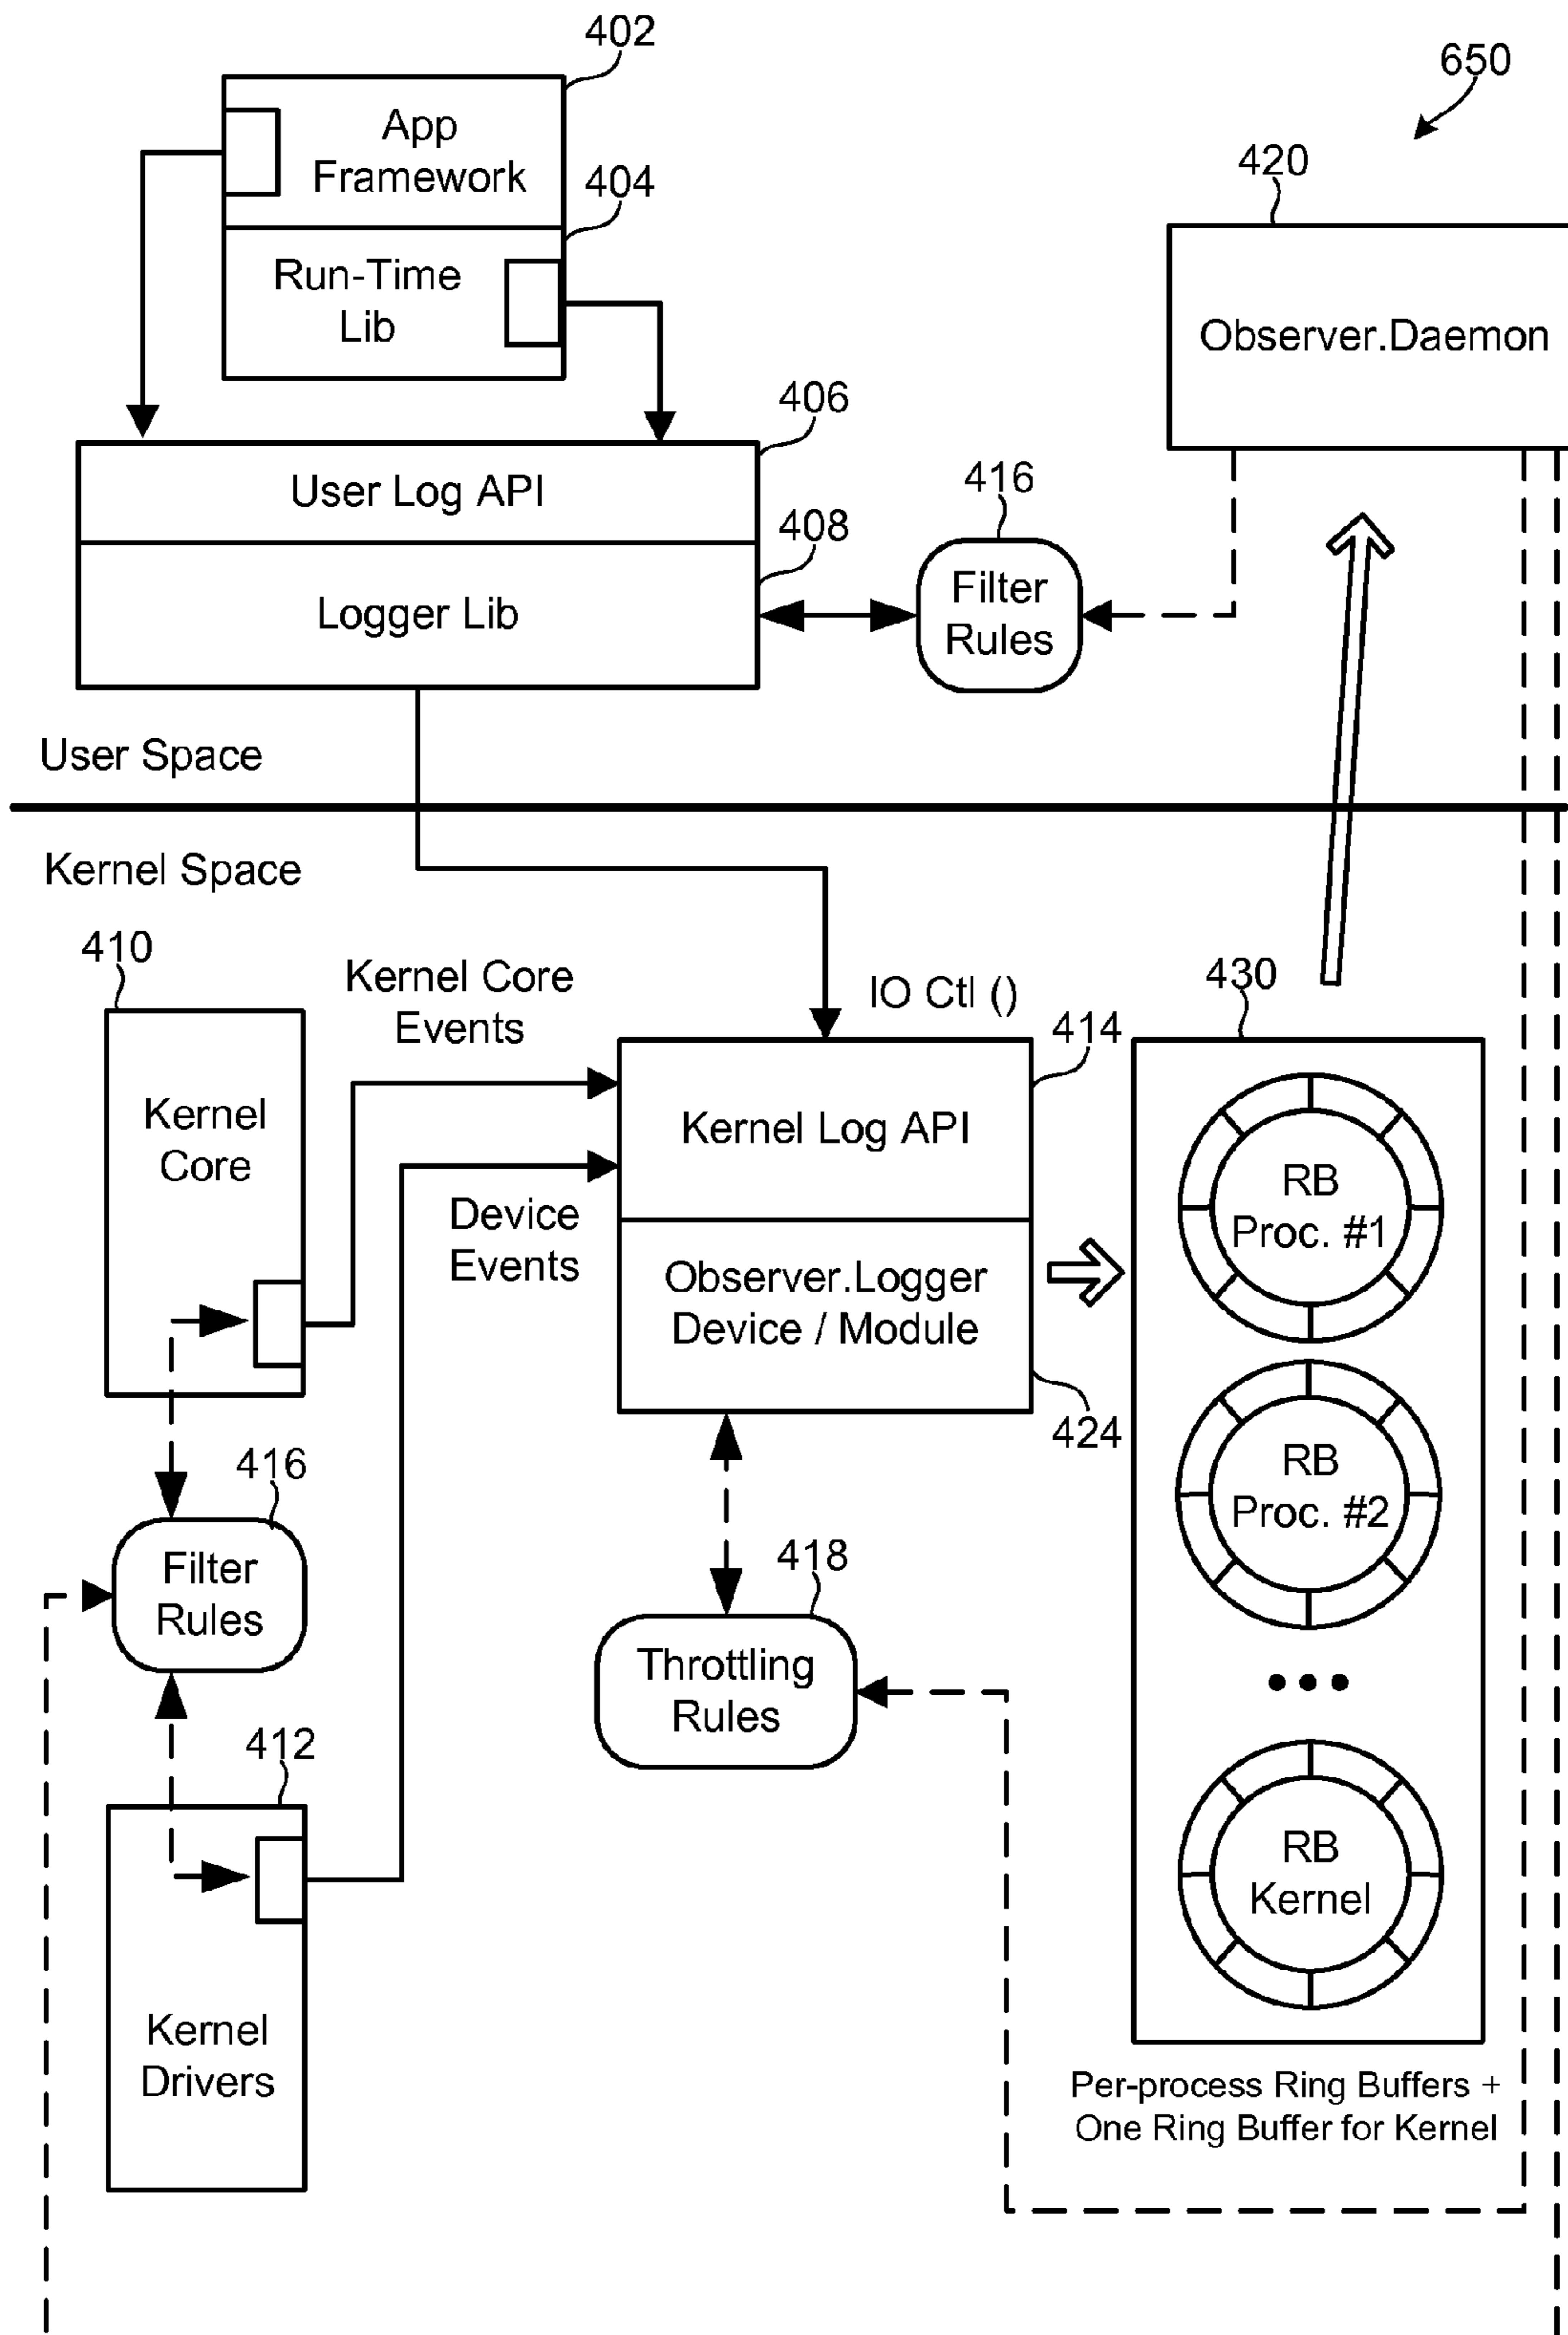 402
650
App
Framework
420
404
Run-Time
Lib
Observer.Daemon
406
User Log API
416
408
Filter
Rules
Logger Lib
User Space
Kernel Space
410
Kernel Core
Events
IO Ctl ()
430
414
Kernel
Core
Kernel Log API
RB
Proc. #1
Device
Events
Observer.Logger
Device / Module
424
416
RB
Proc. #2
418
Filter
Rules
Throttling
Rules
412
RB
Kernel
Kernel
Drivers
Per-process Ring Buffers +
One Ring Buffer for Kernel